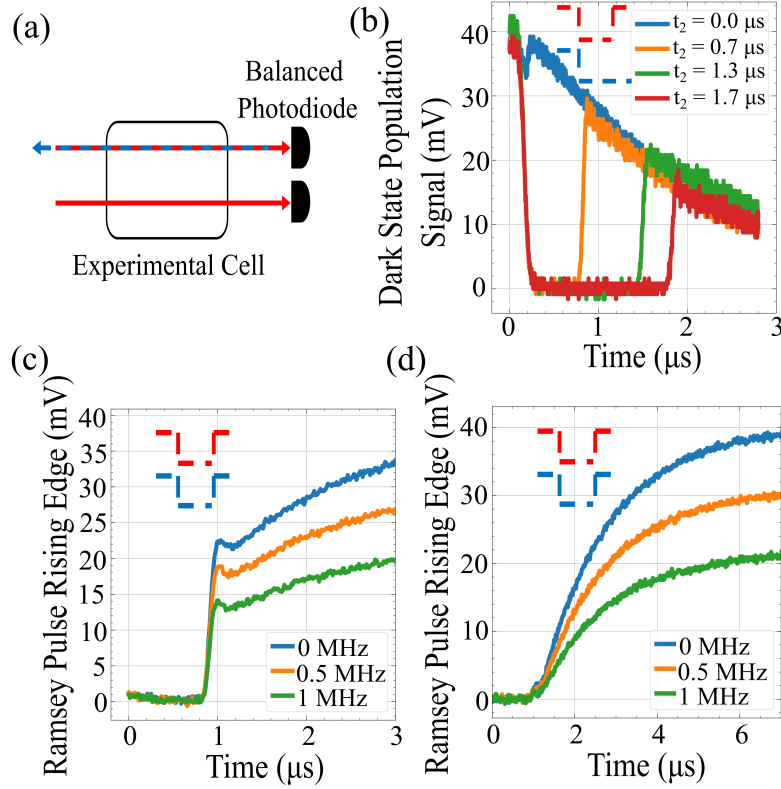 (a)
Balanced
Photodiode
Experimental Cell
(b)
Dark State Population
Signal (mV)
40
30
20
10
0
t₂ = 0.0 μs
t₂ = 0.7 μs
t₂ = 1.3 μs
t₂ = 1.7 μs
0 1 2 3
Time (μs)
(c)
Ramsey Pulse Rising Edge (mV)
40
35
30
25
20
15
10
5
0
0 MHz
0.5 MHz
1 MHz
0 1 2 3
Time (μs)
(d)
Ramsey Pulse Rising Edge (mV)
40
30
20
10
0
0 MHz
0.5 MHz
1 MHz
0 2 4 6
Time (μs)